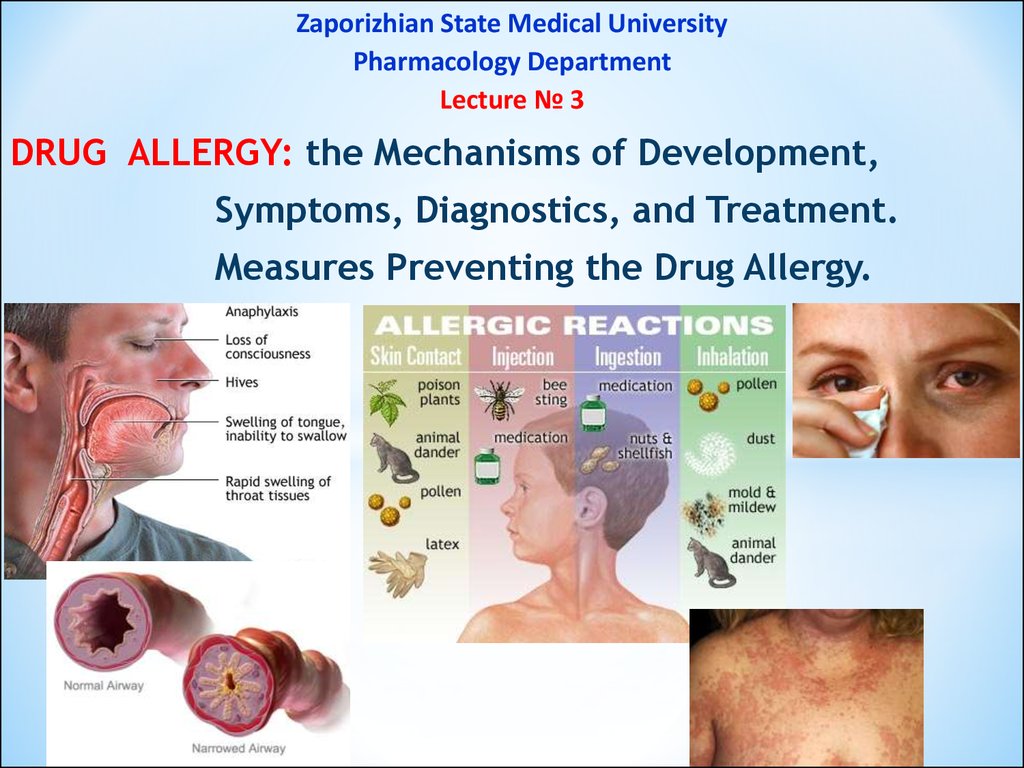 Zaporizhian State Medical University
Pharmacology Department
Lecture № 3
DRUG ALLERGY: the Mechanisms of Development,
Symptoms, Diagnostics, and Treatment.
Measures Preventing the Drug Allergy.
Anaphylaxis
Loss of
consciousness
Hives
Swelling of tongue,
inability to swallow
Rapid swelling of
throat tissues
Normal Airway
Narrowed Airway
ALLERGIC REACTIONS
Skin Contact
poison
plants
animal
dander
pollen
latex
Injection
bee
sting
medication
Ingestion
medication
nuts &
shellfish
Inhalation
pollen
dust
mold &
mildew
animal
dander